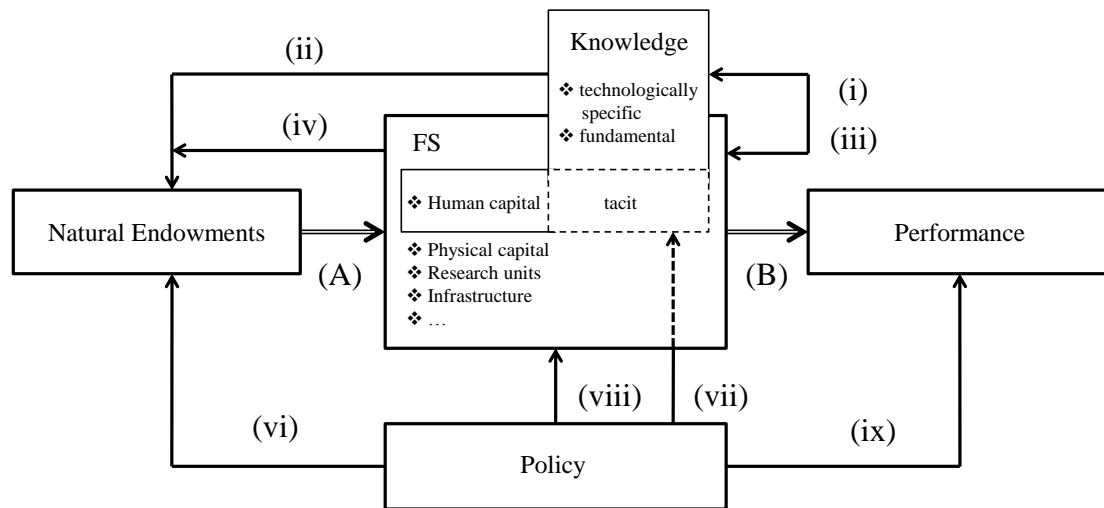 Knowledge
(ii)
❖ technologically
specific
(i)
❖ fundamental
(iv)
FS
(iii)
❖ Human capital
tacit
Natural Endowments
Performance
❖ Physical capital
(A)
❖ Research units
(B)
❖ Infrastructure
❖ …
(viii)
(vii)
(vi)
(ix)
Policy